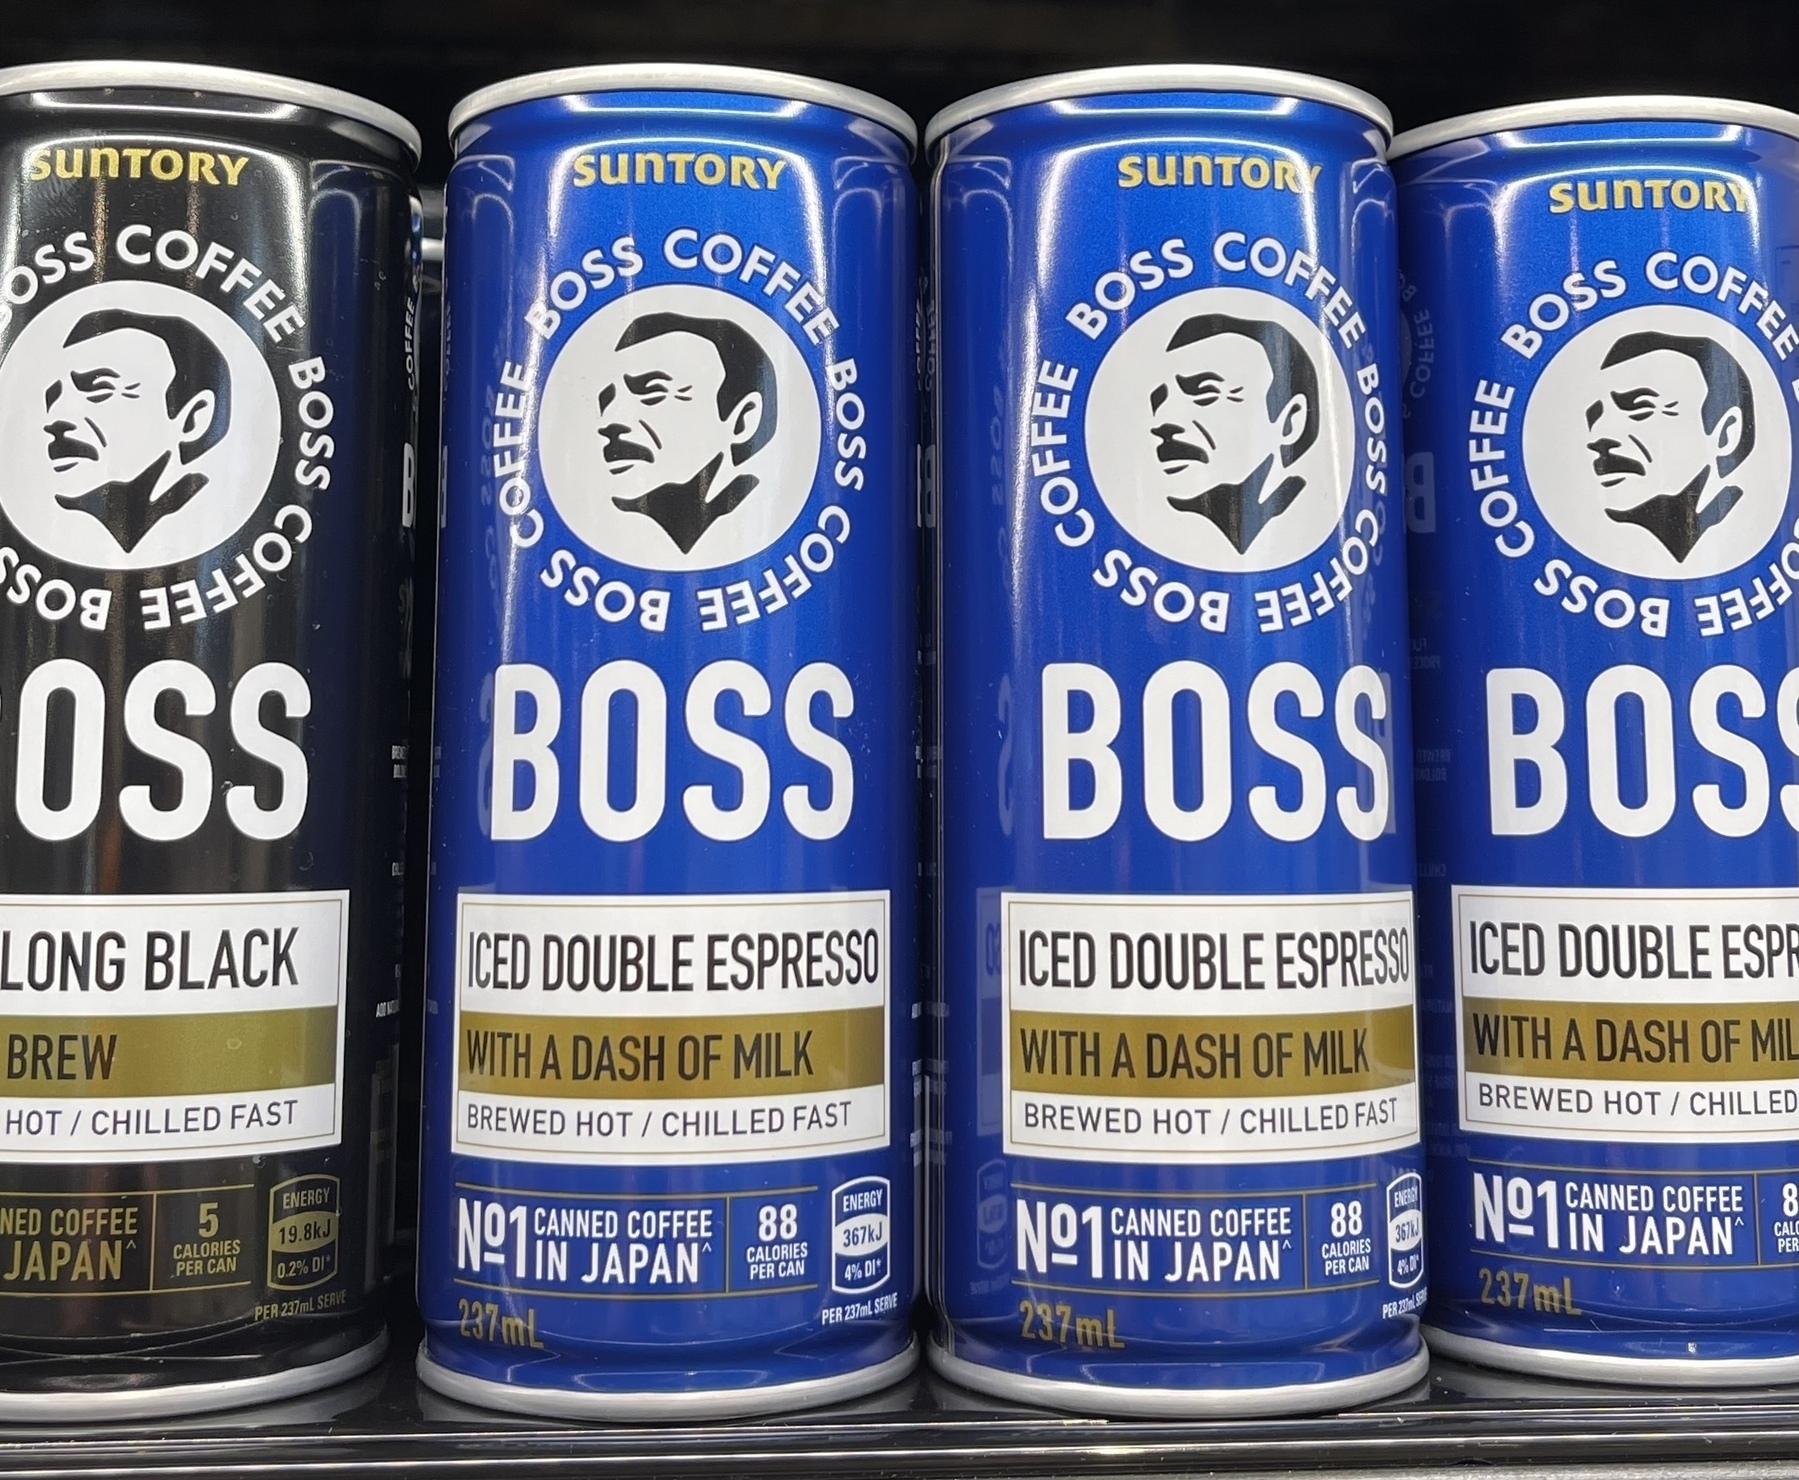 SUNTORY
BOSS COFFEE BOSS COFFEE BOSS
OSS
LONG BLACK
BREW
HOT / CHILLED FAST
NED COFFEE
JAPAN^
5
CALORIES
PER CAN
ENERGY
19.8kJ
0.2% DI*
PER 237mL SERVE
SUNTORY
BOSS COFFEE BOSS COFFEE BOSS COFFEE
BOSS
ICED DOUBLE ESPRESSO
WITH A DASH OF MILK
BREWED HOT / CHILLED FAST
Nº1 CANNED COFFEE
IN JAPAN^
88
CALORIES
PER CAN
ENERGY
367kJ
4% DI*
PER 237mL SERVE
237mL
SUNTORY
BOSS COFFEE BOSS COFFEE BOSS COFFEE
BOSS
ICED DOUBLE ESPRESSO
WITH A DASH OF MILK
BREWED HOT / CHILLED FAST
Nº1 CANNED COFFEE
IN JAPAN^
88
CALORIES
PER CAN
ENERGY
367kJ
4% DI*
PER 237mL SERVE
237mL
SUNTORY
BOSS COFFEE COFFEE BOSS COFFEE
BOSS
ICED DOUBLE ESPR
WITH A DASH OF MIL
BREWED HOT / CHILLED
Nº1 CANNED COFFEE
IN JAPAN^
237mL